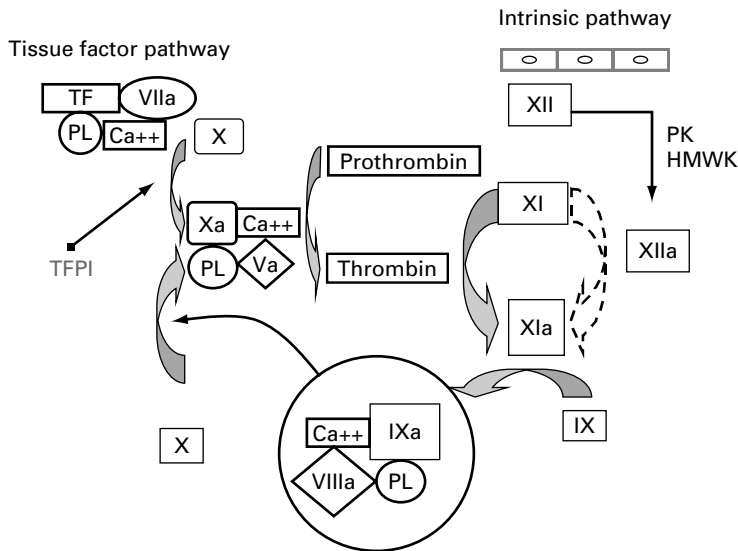 Intrinsic pathway
Tissue factor pathway
TF
VIIa
PL
Ca++
X
XII
PK
HMWK
Prothrombin
XI
Xa
Ca++
PL
Va
Thrombin
XIIa
TFPI
XIa
X
Ca++
IXa
VIIIa
PL
IX